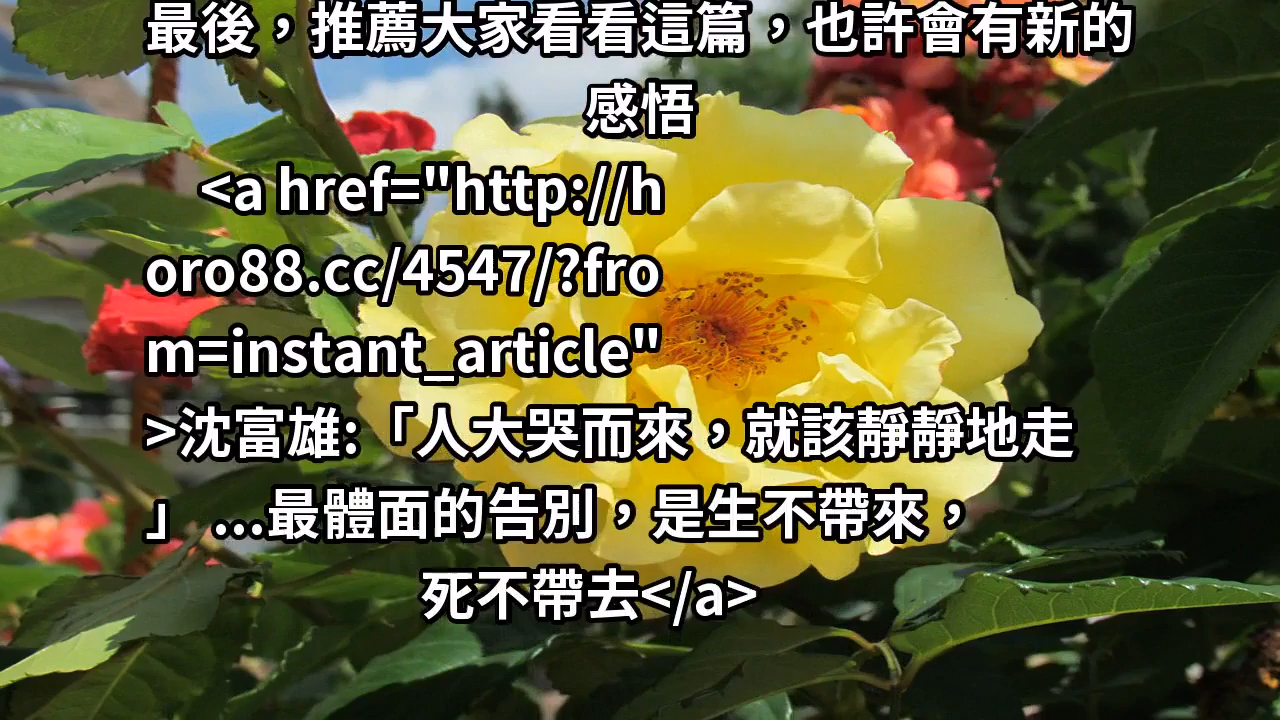 最後，推薦大家看看這篇，也許會有新的
感悟
<a href="http://h
oro88.cc/4547/?fro
m=instant_article"
>沈富雄:「人大哭而來，就該靜靜地走
」 ...最體面的告別，是生不帶來，
死不帶去</a>